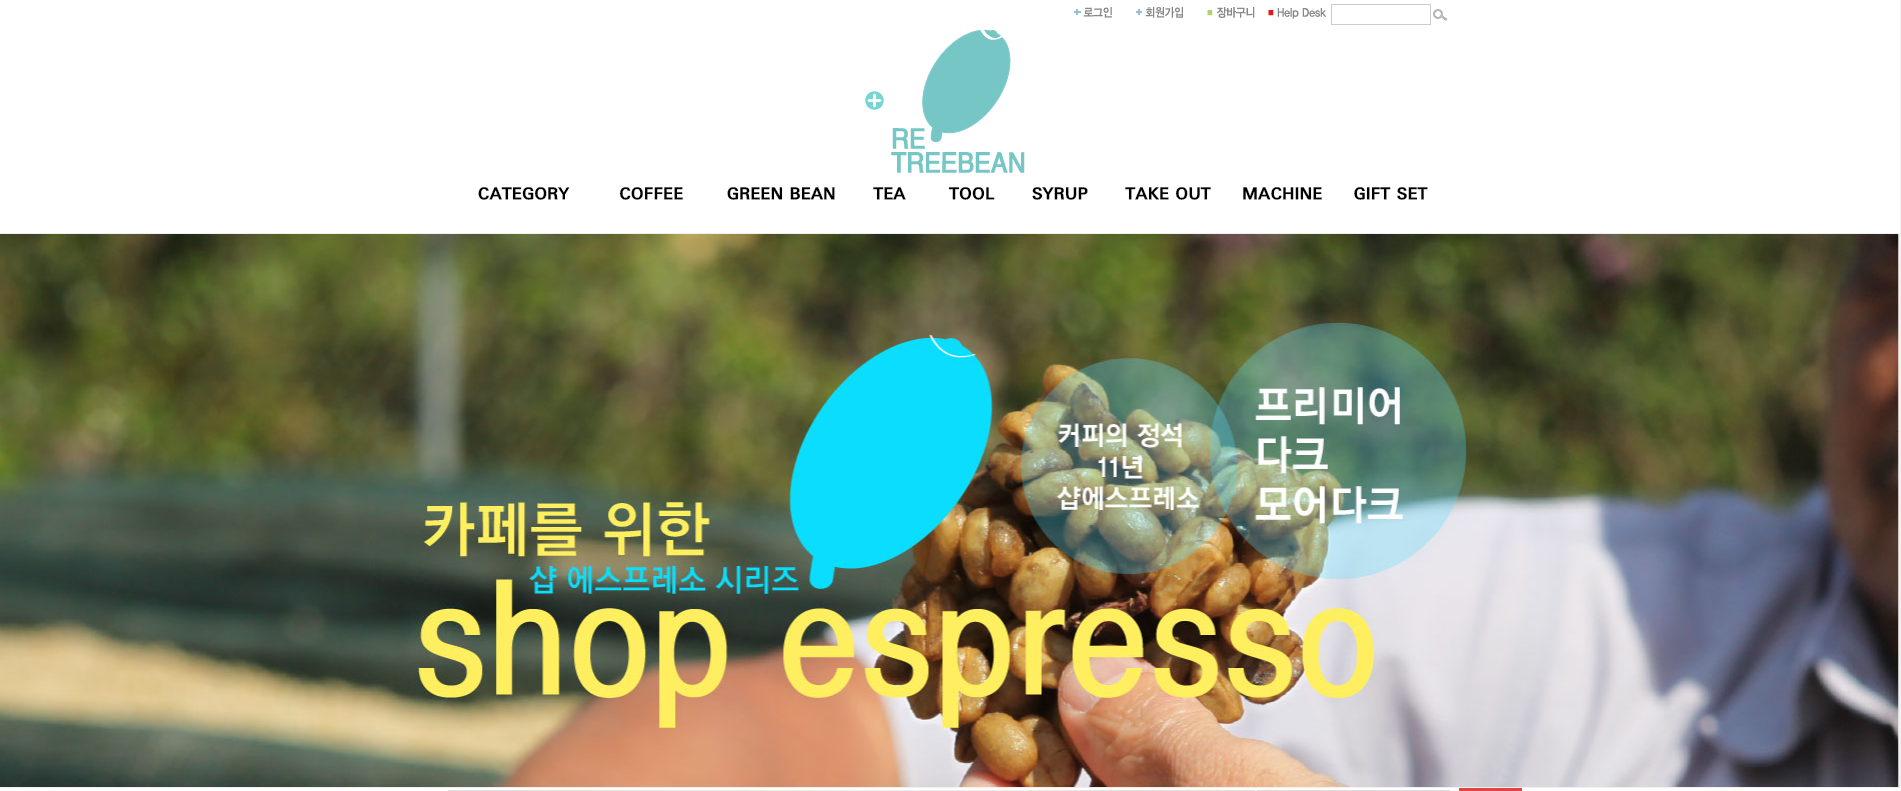 로그인 회원가입 장바구니 Help Desk
RE
TREEBEAN
CATEGORY COFFEE GREEN BEAN TEA TOOL SYRUP TAKE OUT MACHINE GIFT SET
프리미어
다크
모어다크
커피의 정석
11년
샵에스프레소
카페를 위한
샵 에스프레소 시리즈
shop espresso